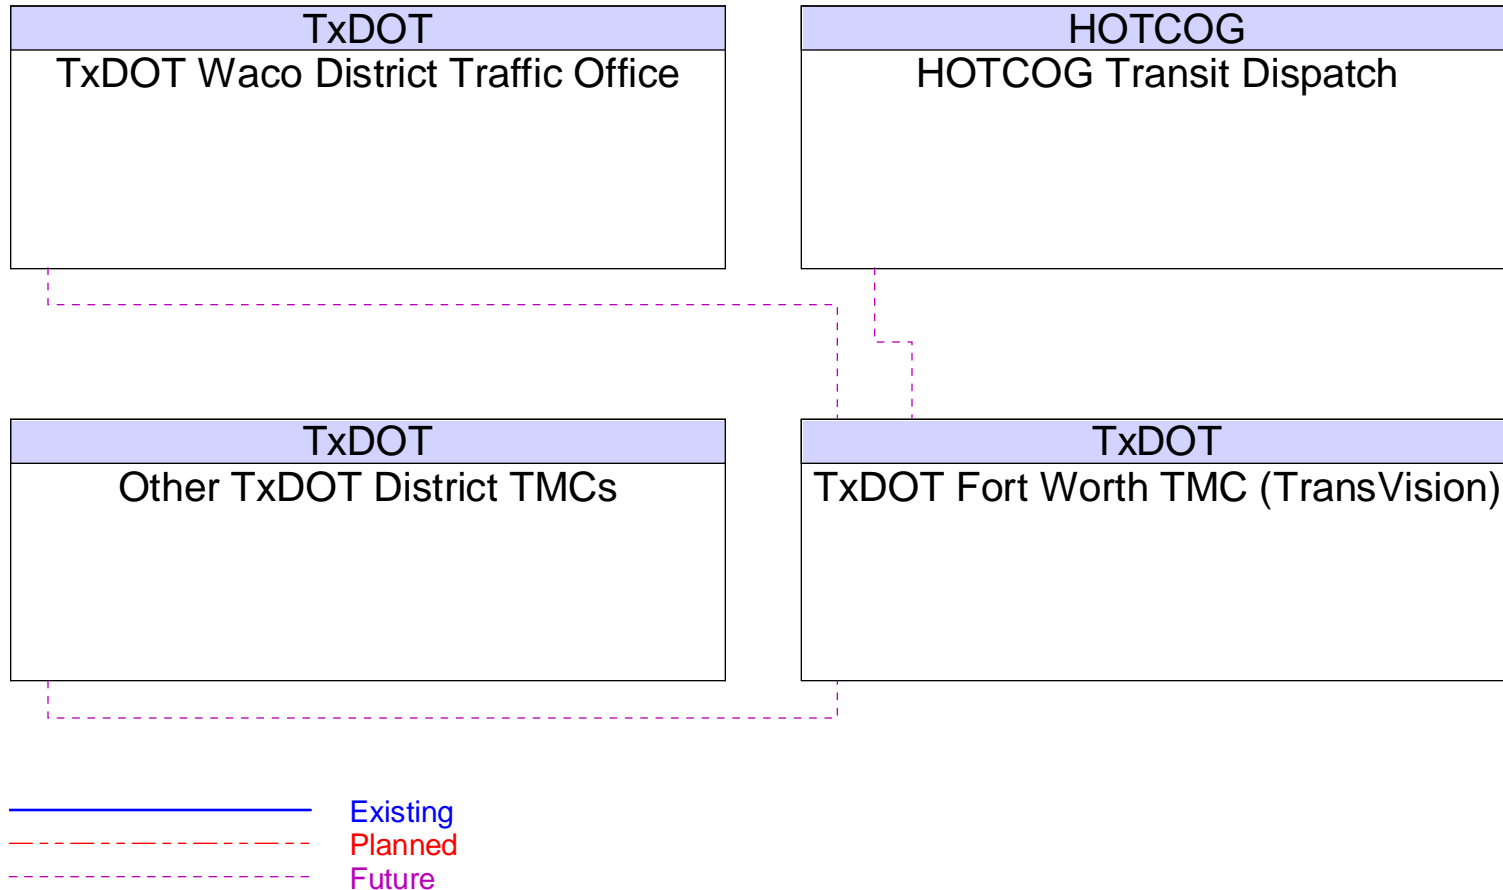 TxDOT
TxDOT Waco District Traffic Office
HOTCOG
HOTCOG Transit Dispatch
TxDOT
Other TxDOT District TMCs
TxDOT
TxDOT Fort Worth TMC (TransVision)
Existing
Planned
Future